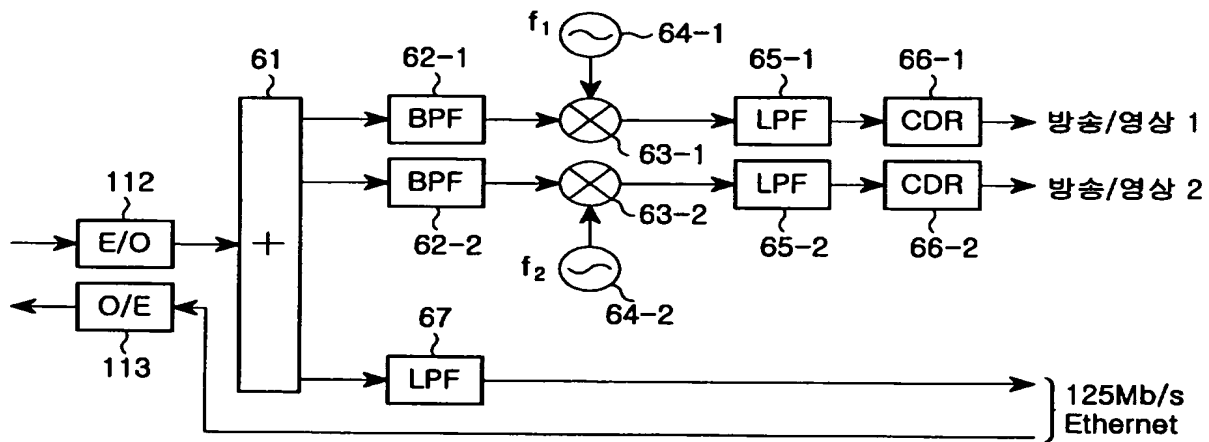 f₁
64-1
61
62-1
65-1
66-1
BPF
LPF
CDR
방송/영상 1
63-1
112
BPF
LPF
CDR
방송/영상 2
63-2
E/O
+
62-2
65-2
66-2
f₂
O/E
64-2
67
113
LPF
125Mb/s
Ethernet